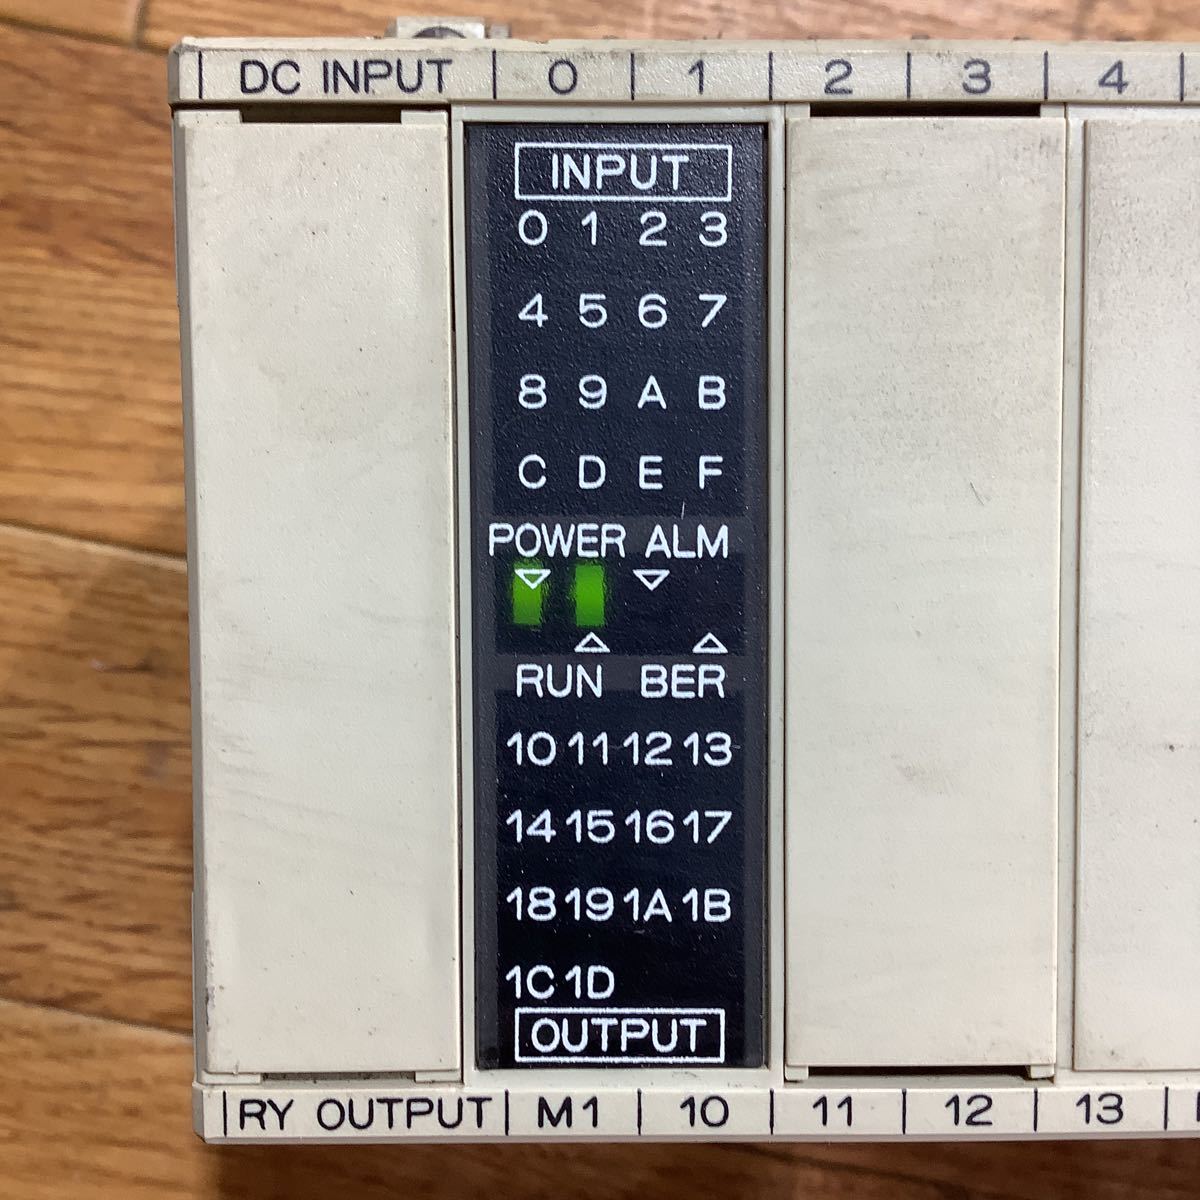 DC INPUT 0 1 2 3 4
INPUT
0 1 2 3
4 5 6 7
8 9 A B
C D E F
POWER ALM
RUN BER
10 11 12 13
14 15 16 17
18 19 1A 1B
1C 1D
OUTPUT
RY OUTPUT M1 10 11 12 13